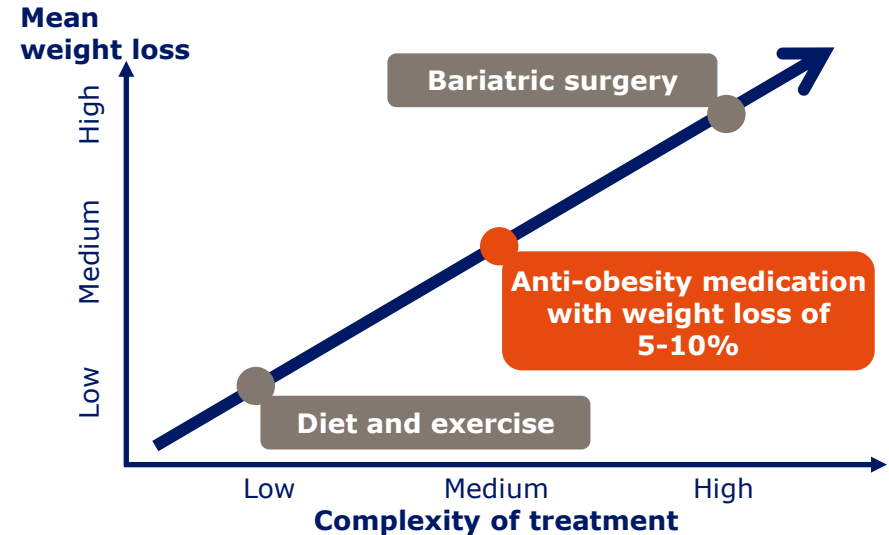 Mean
weight loss
High
Medium
Low
Bariatric surgery
Anti-obesity medication
with weight loss of
5-10%
Diet and exercise
Low
Medium
High
Complexity of treatment